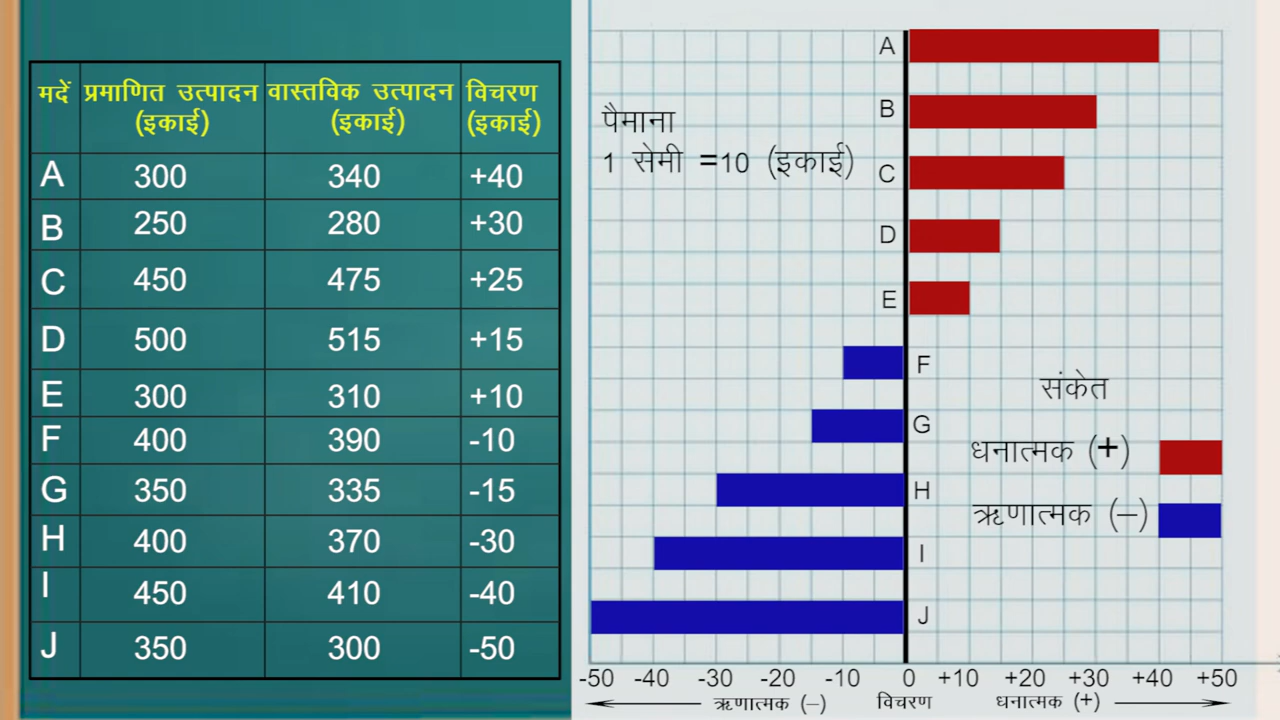 मदें प्रमाणित उत्पादन (इकाई) वास्तविक उत्पादन (इकाई) विचरण (इकाई)
A 300 340 +40
B 250 280 +30
C 450 475 +25
D 500 515 +15
E 300 310 +10
F 400 390 -10
G 350 335 -15
H 400 370 -30
I 450 410 -40
J 350 300 -50
पैमाना
1 सेमी =10 (इकाई)
A
B
C
D
E
F
G
H
I
J
संकेत
धनात्मक (+)
ऋणात्मक (–)
-50 -40 -30 -20 -10 0 +10 +20 +30 +40 +50
ऋणात्मक (–) विचरण धनात्मक (+)